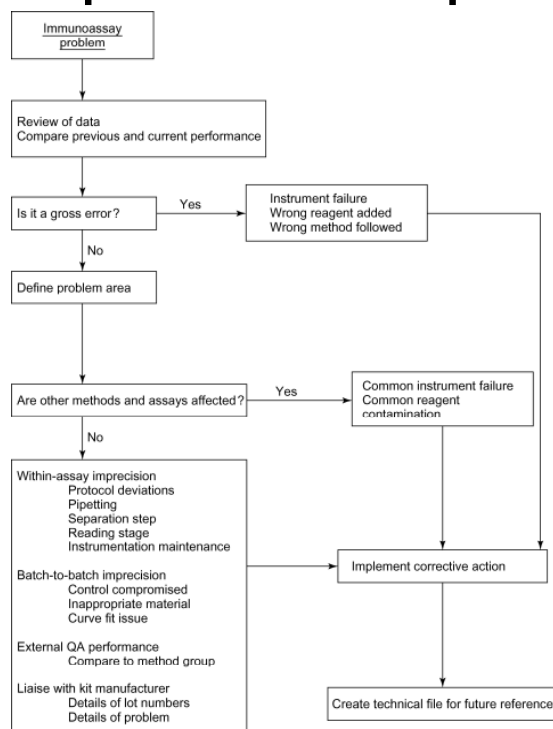 Immunoassay
problem
Review of data
Compare previous and current performance
Is it a gross error?
Yes
Instrument failure
Wrong reagent added
Wrong method followed
No
Define problem area
Are other methods and assays affected?
Yes
Common instrument failure
Common reagent
contamination
No
Within-assay imprecision
Protocol deviations
Pipetting
Separation step
Reading stage
Instrumentation maintenance
Batch-to-batch imprecision
Control compromised
Inappropriate material
Curve fit issue
External QA performance
Compare to method group
Liaise with kit manufacturer
Details of lot numbers
Details of problem
Implement corrective action
Create technical file for future reference